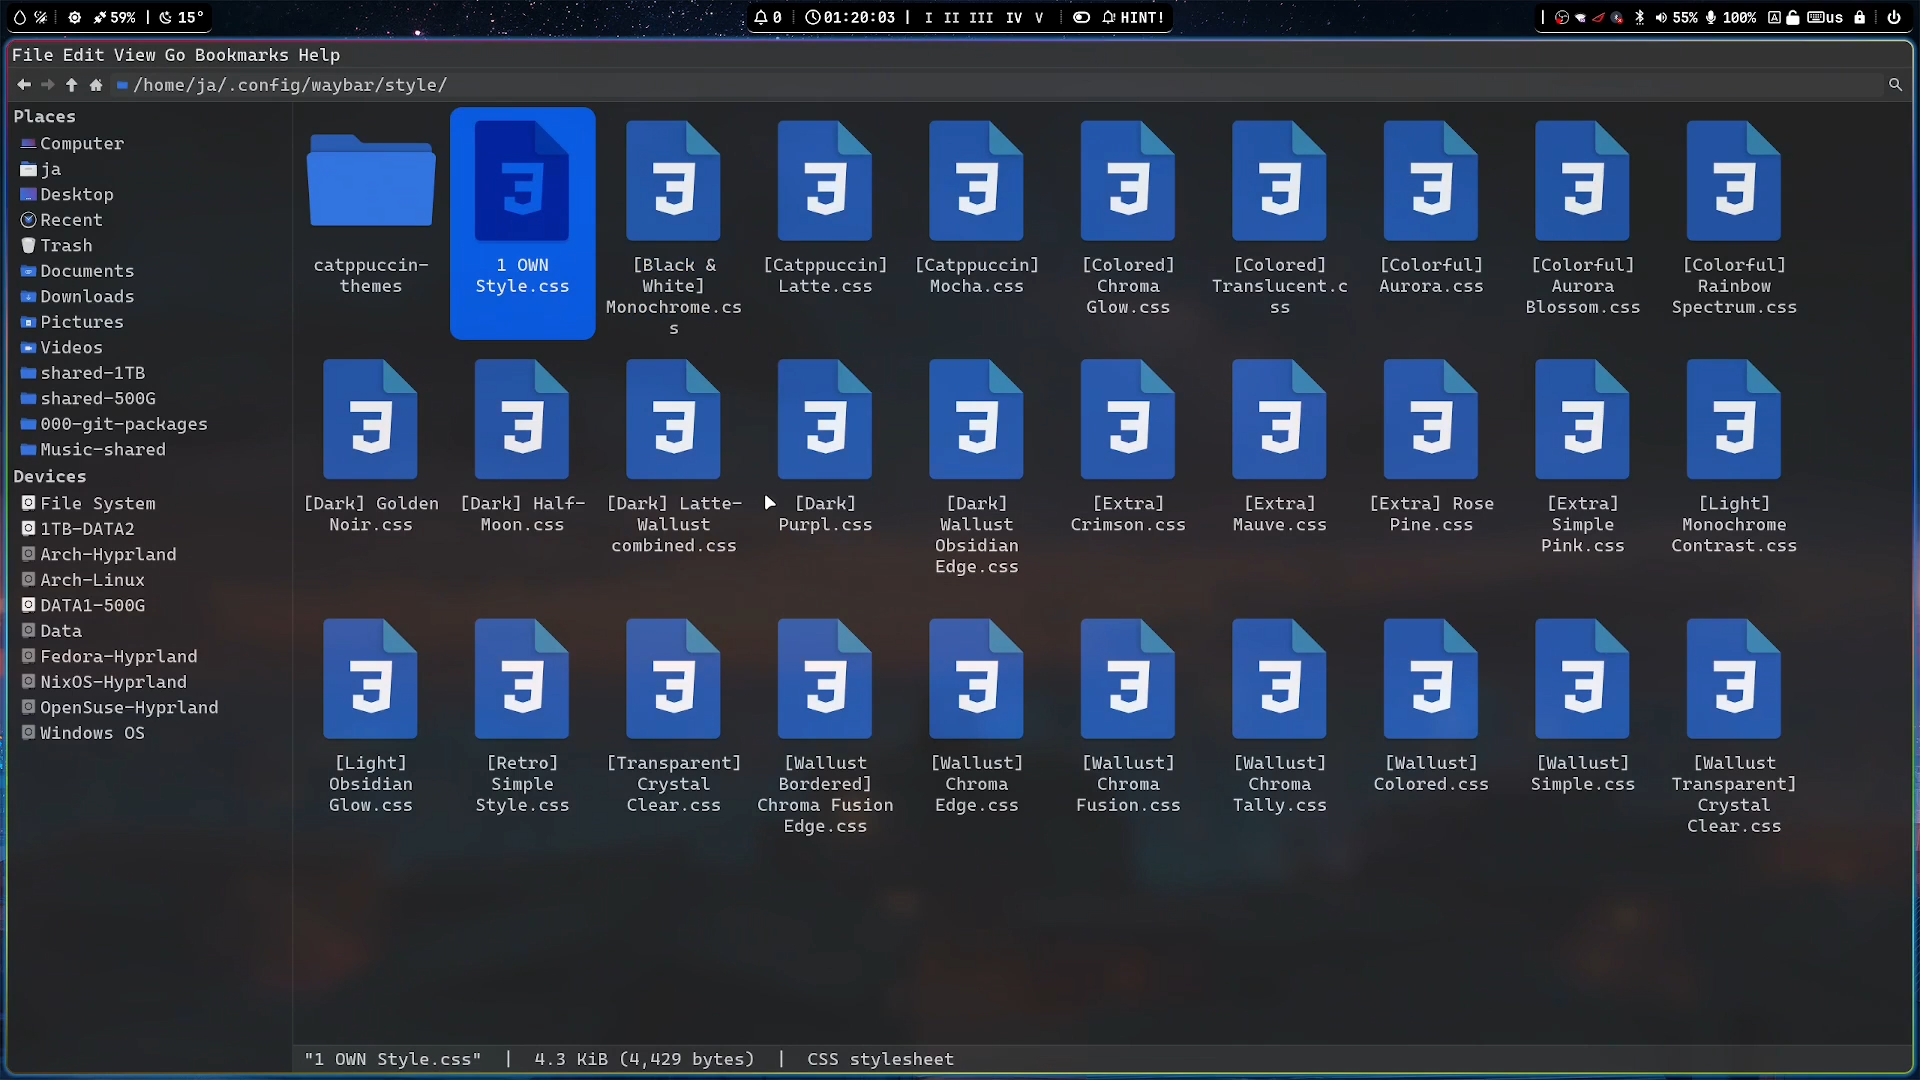 59% | 15°
0 | 01:20:03 | I II III IV V | HINT!
| 55% 100% us
File Edit View Go Bookmarks Help
/home/ja/.config/waybar/style/
Places
Computer
ja
Desktop
Recent
Trash
Documents
Downloads
Pictures
Videos
shared-1TB
shared-500G
000-git-packages
Music-shared
Devices
File System
1TB-DATA2
Arch-Hyprland
Arch-Linux
DATA1-500G
Data
Fedora-Hyprland
NixOS-Hyprland
OpenSuse-Hyprland
Windows OS
catppuccin-
themes
1 OWN
Style.css
[Black &
White]
Monochrome.cs
s
[Catppuccin]
Latte.css
[Catppuccin]
Mocha.css
[Colored]
Chroma
Glow.css
[Colored]
Translucent.c
ss
[Colorful]
Aurora.css
[Colorful]
Aurora
Blossom.css
[Colorful]
Rainbow
Spectrum.css
[Dark] Golden
Noir.css
[Dark] Half-
Moon.css
[Dark] Latte-
Wallust
combined.css
[Dark]
Purpl.css
[Dark]
Wallust
Obsidian
Edge.css
[Extra]
Crimson.css
[Extra]
Mauve.css
[Extra] Rose
Pine.css
[Extra]
Simple
Pink.css
[Light]
Monochrome
Contrast.css
[Light]
Obsidian
Glow.css
[Retro]
Simple
Style.css
[Transparent]
Crystal
Clear.css
[Wallust
Bordered]
Chroma Fusion
Edge.css
[Wallust]
Chroma
Edge.css
[Wallust]
Chroma
Fusion.css
[Wallust]
Chroma
Tally.css
[Wallust]
Colored.css
[Wallust]
Simple.css
[Wallust
Transparent]
Crystal
Clear.css
"1 OWN Style.css" | 4.3 KiB (4,429 bytes) | CSS stylesheet